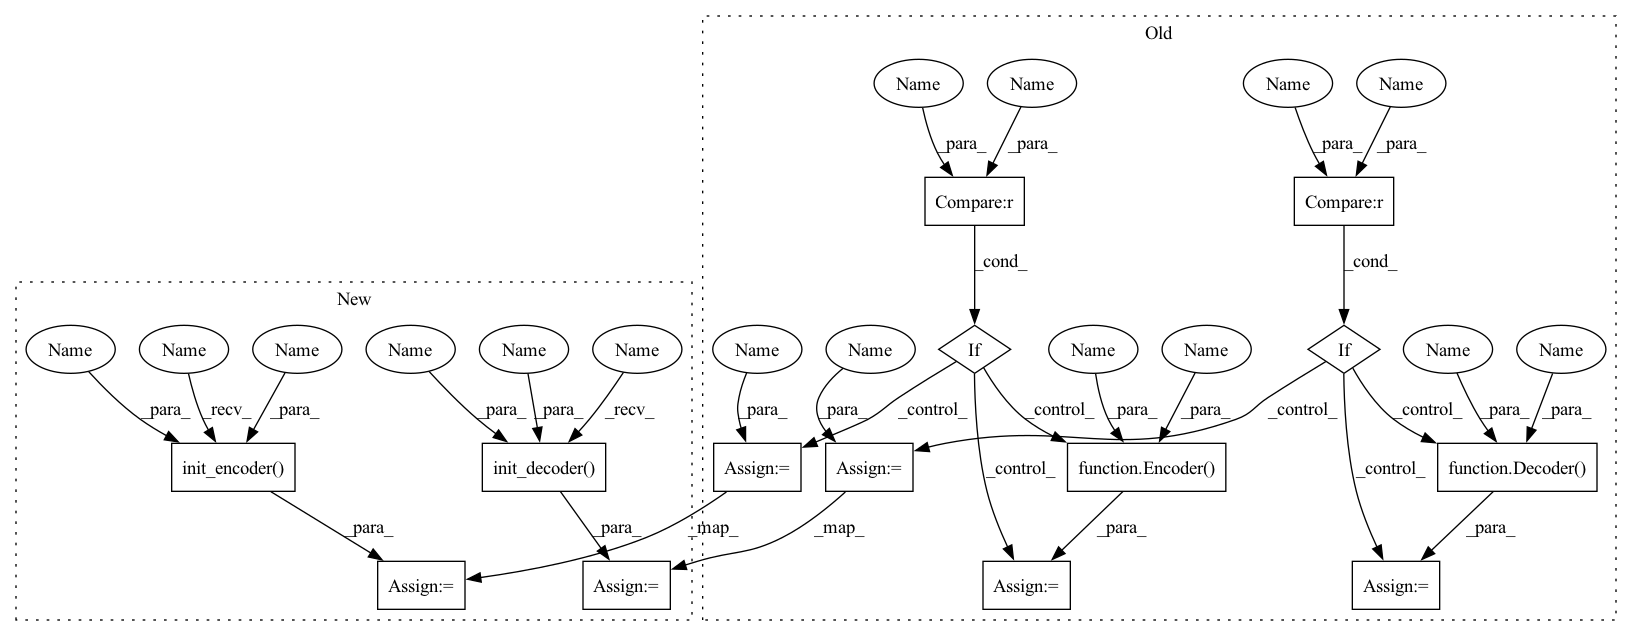 Old
Name Name Name Name
_para_ _para_ _para_ _para_
Compare:r Compare:r
_cond_ _cond_
New
Name Name Name Name Name Name Name Name If Name Name If Name Name
_para_ _recv_ _para_ _para_ _para_ _recv_ _para_ _para_ _control_ _control_ _para_ _para_ _control_ _control_ _para_ _para_
init_encoder() init_decoder() Assign:= Assign:= _control_ function.Encoder() _control_ function.Decoder()
_para_ _para_ _map_ _map_ _para_ _para_
Assign:= Assign:= Assign:= Assign:=